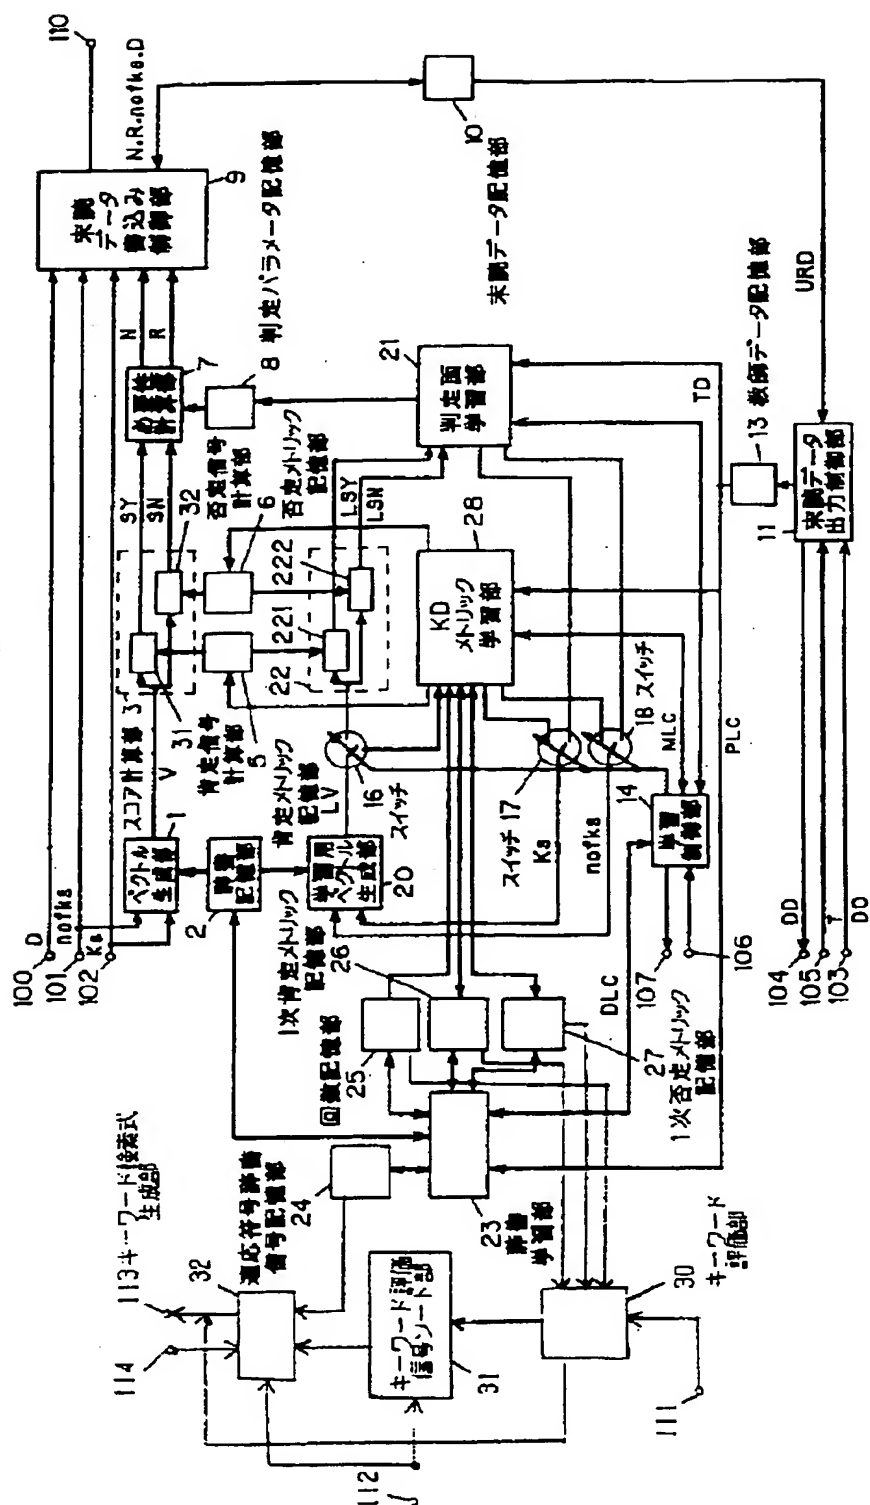 100
D
101
nofks
102
Ks
ベクトル
生成部
1
スコア計算部
3
V
辞書
記憶部
2
学習用
ベクトル
生成部
20
LV
31
肯定信号
計算部
5
肯定メトリック
記憶部
32
否定信号
計算部
6
否定メトリック
記憶部
SY
SN
必要性
計算部
7
N
R
8 判定パラメータ記憶部
未読
データ
書込み
制御部
9
110
N.R.nofks.D
10
未読データ記憶部
URD
22
221
222
LSY
LSN
16
スイッチ
KD
メトリック
学習部
28
判定面
学習部
21
スイッチ 17
18 スイッチ
Ks
nofks
MLC
PLC
TD
14
学習
制御部
107
106
DLC
13 教師データ記憶部
11
未読データ
出力制御部
104
DD
105
T
103
DO
回数記憶部
25
1次肯定メトリック
記憶部
26
27
1次否定メトリック
記憶部
23
辞書
学習部
適応符号辞書
信号記憶部
24
113キーワード検索式
生成部
114
32
キーワード評価
信号ソート部
31
30
キーワード
評価部
111
112